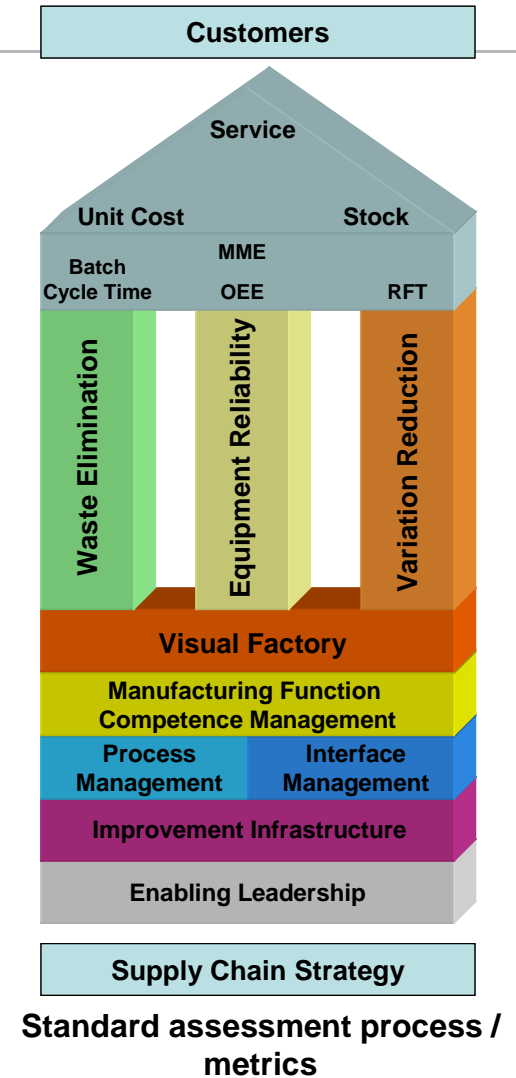 Customers
Service
Unit Cost
Stock
MME
Batch
Cycle Time
OEE
RFT
Waste Elimination
Equipment Reliability
Variation Reduction
Visual Factory
Manufacturing Function
Competence Management
Process
Management
Interface
Management
Improvement Infrastructure
Enabling Leadership
Supply Chain Strategy
Standard assessment process /
metrics